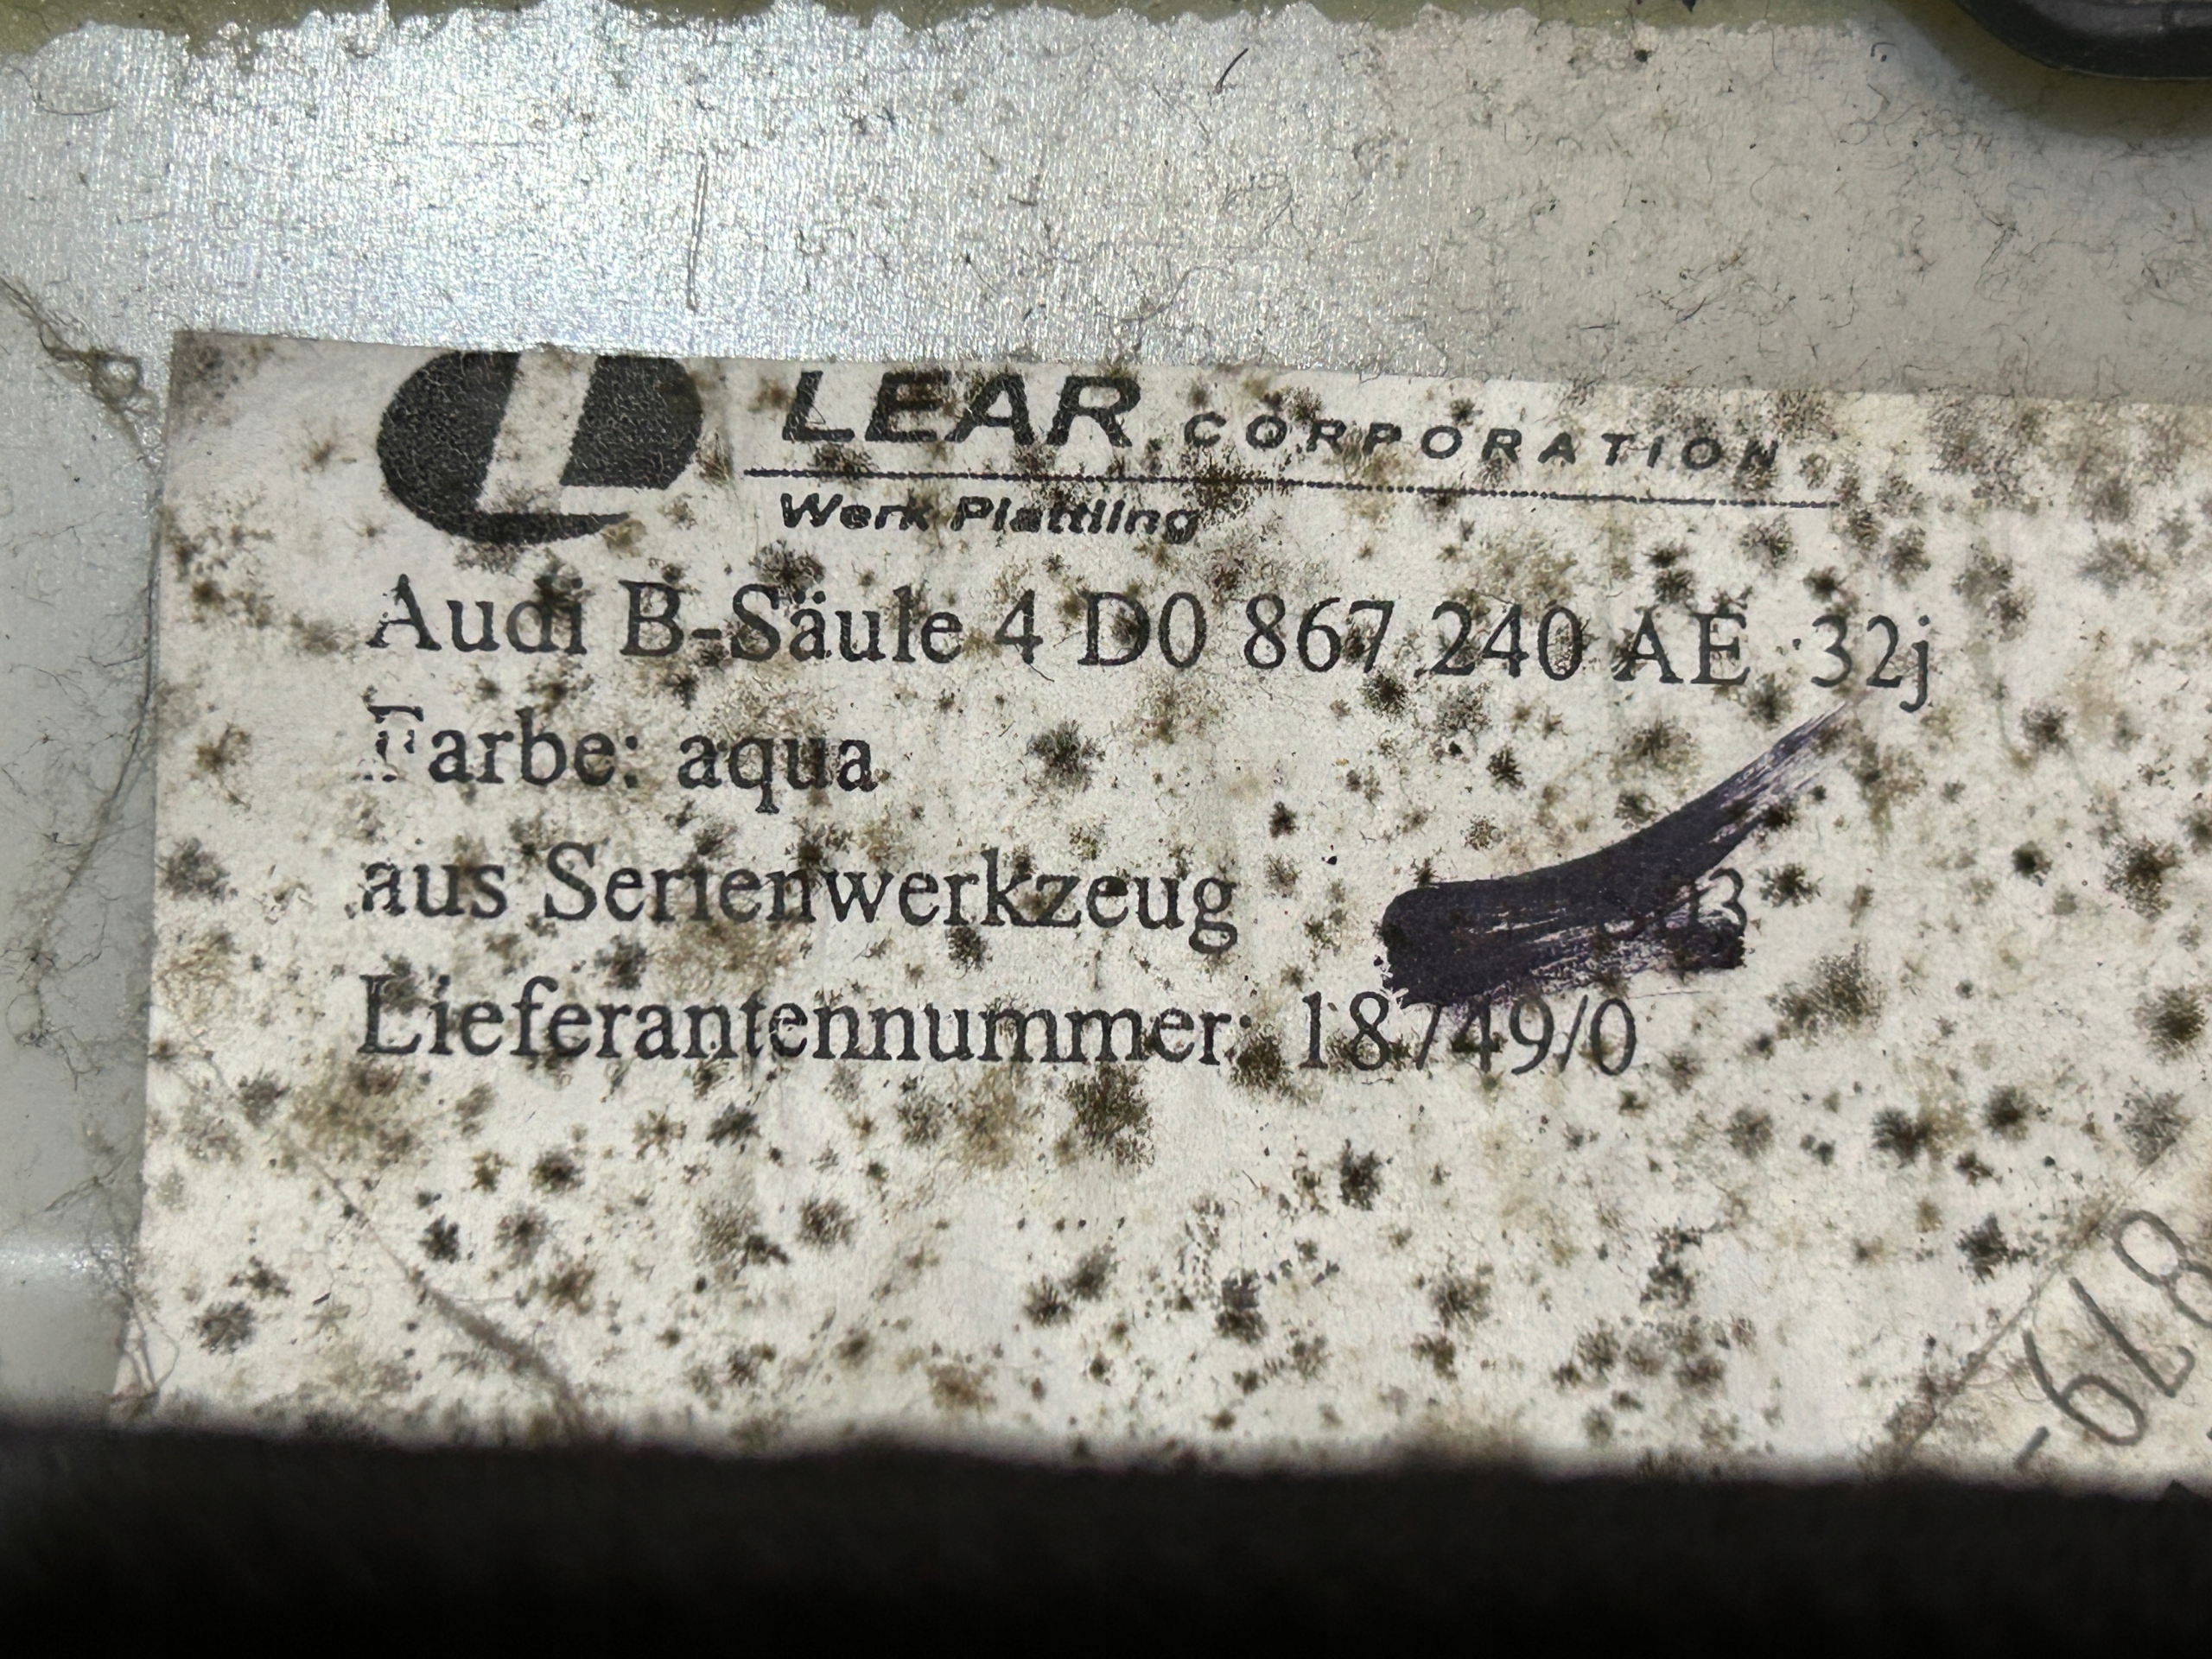 LEAR CORPORATION
Werk Plattling
Audi B-Säule 4 D0 867 240 AE 32j
Farbe: aqua
aus Serienwerkzeug
Lieferantennummer: 18749/0